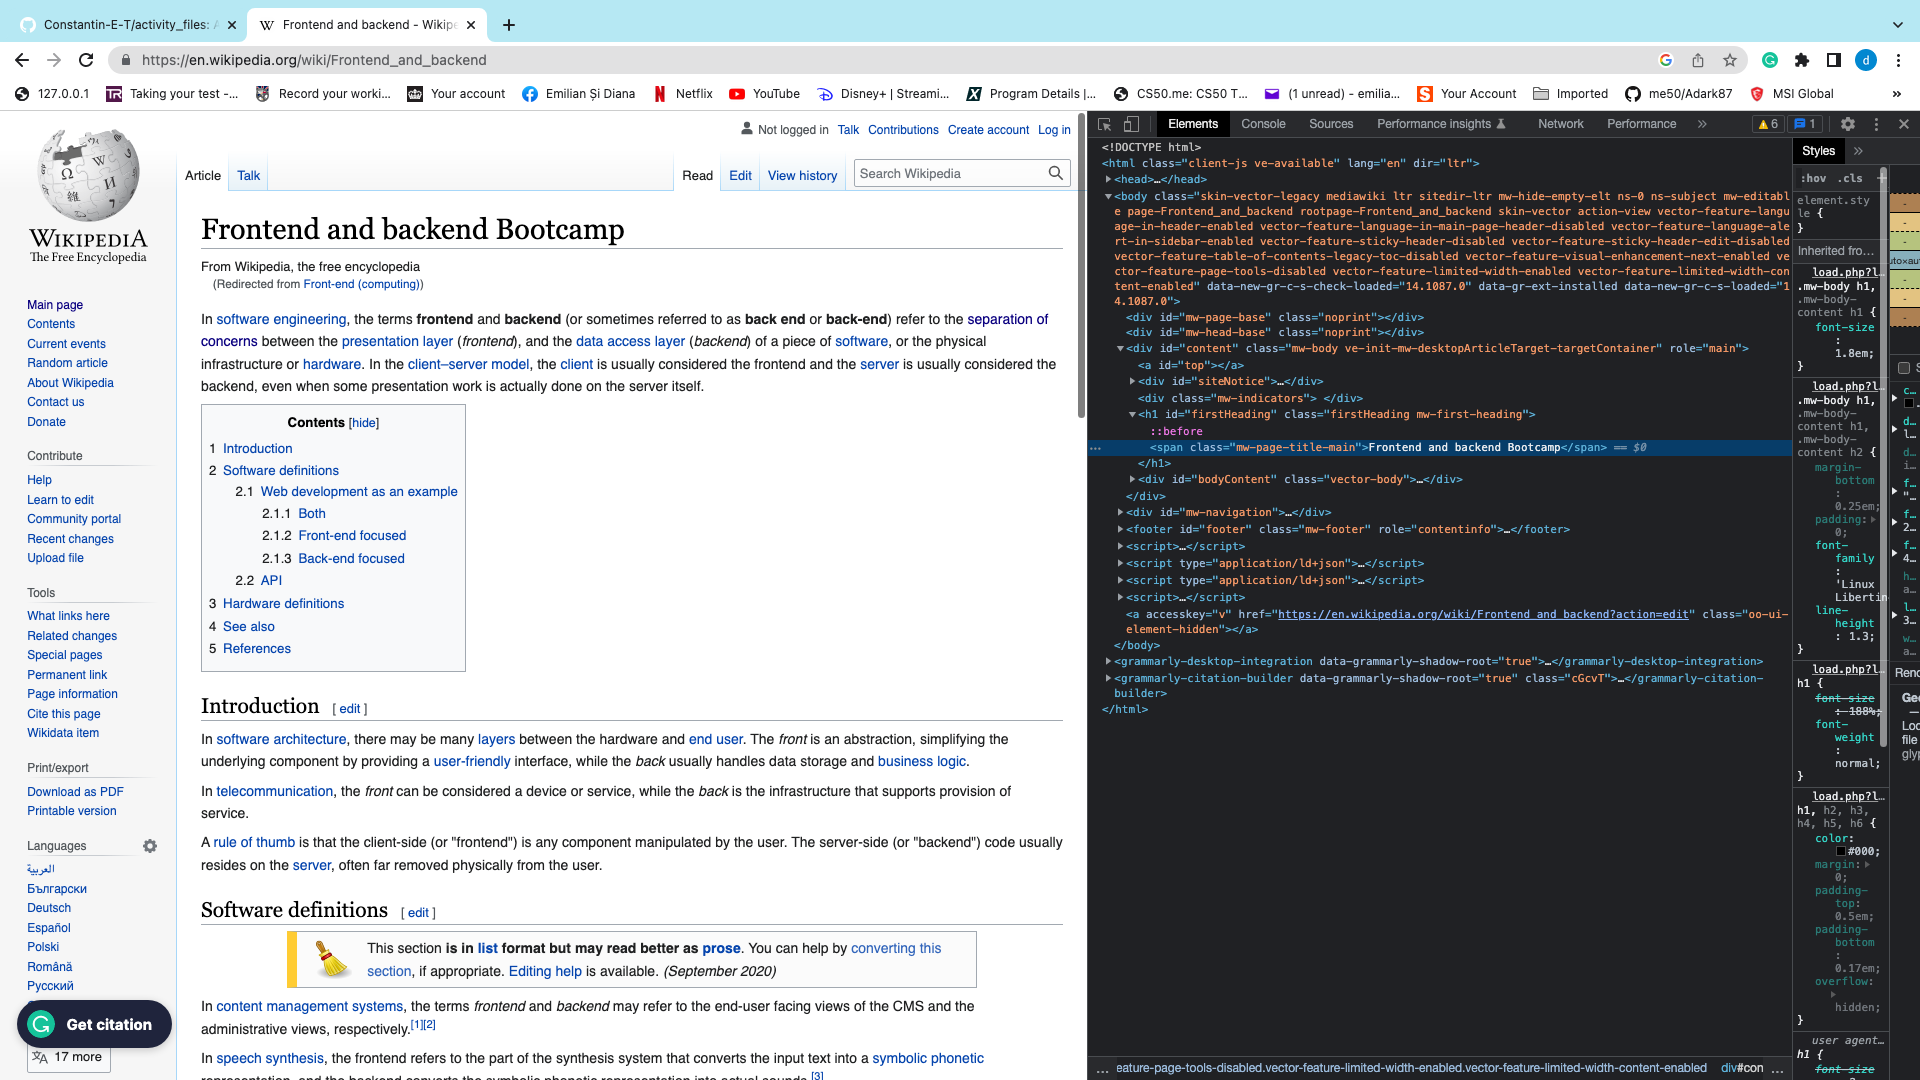 Constantin-E-T/activity_files: A
Frontend and backend - Wikipe
https://en.wikipedia.org/wiki/Frontend_and_backend
127.0.0.1 Taking your test -... Record your worki... Your account Emilian Și Diana Netflix YouTube Disney+ | Streami... Program Details |... CS50.me: CS50 T... (1 unread) - emilia... Your Account Imported me50/Adark87 MSI Global »
WIKIPEDIA
The Free Encyclopedia
Main page
Contents
Current events
Random article
About Wikipedia
Contact us
Donate
Contribute
Help
Learn to edit
Community portal
Recent changes
Upload file
Tools
What links here
Related changes
Special pages
Permanent link
Page information
Cite this page
Wikidata item
Print/export
Download as PDF
Printable version
Languages
العربية
Български
Deutsch
Español
Polski
Română
Русский
Get citation
17 more
Not logged in Talk Contributions Create account Log in
Article Talk Read Edit View history Search Wikipedia
Frontend and backend Bootcamp
From Wikipedia, the free encyclopedia
(Redirected from Front-end (computing))
In software engineering, the terms frontend and backend (or sometimes referred to as back end or back-end) refer to the separation of
concerns between the presentation layer (frontend), and the data access layer (backend) of a piece of software, or the physical
infrastructure or hardware. In the client–server model, the client is usually considered the frontend and the server is usually considered the
backend, even when some presentation work is actually done on the server itself.
Contents [hide]
1 Introduction
2 Software definitions
2.1 Web development as an example
2.1.1 Both
2.1.2 Front-end focused
2.1.3 Back-end focused
2.2 API
3 Hardware definitions
4 See also
5 References
Introduction [ edit ]
In software architecture, there may be many layers between the hardware and end user. The front is an abstraction, simplifying the
underlying component by providing a user-friendly interface, while the back usually handles data storage and business logic.
In telecommunication, the front can be considered a device or service, while the back is the infrastructure that supports provision of
service.
A rule of thumb is that the client-side (or "frontend") is any component manipulated by the user. The server-side (or "backend") code usually
resides on the server, often far removed physically from the user.
Software definitions [ edit ]
This section is in list format but may read better as prose. You can help by converting this
section, if appropriate. Editing help is available. (September 2020)
In content management systems, the terms frontend and backend may refer to the end-user facing views of the CMS and the
administrative views, respectively.[1][2]
In speech synthesis, the frontend refers to the part of the synthesis system that converts the input text into a symbolic phonetic
representation, and the backend converts the symbolic phonetic representation into actual sounds.[3]
Elements Console Sources Performance insights Network Performance » 6 1
<!DOCTYPE html>
<html class="client-js ve-available" lang="en" dir="ltr">
<head>…</head>
<body class="skin-vector-legacy mediawiki ltr sitedir-ltr mw-hide-empty-elt ns-0 ns-subject mw-editabl
e page-Frontend_and_backend rootpage-Frontend_and_backend skin-vector action-view vector-feature-langu
age-in-header-enabled vector-feature-language-in-main-page-header-disabled vector-feature-language-ale
rt-in-sidebar-enabled vector-feature-sticky-header-disabled vector-feature-sticky-header-edit-disabled
vector-feature-table-of-contents-legacy-toc-disabled vector-feature-visual-enhancement-next-enabled ve
ctor-feature-page-tools-disabled vector-feature-limited-width-enabled vector-feature-limited-width-con
tent-enabled" data-new-gr-c-s-check-loaded="14.1087.0" data-gr-ext-installed data-new-gr-c-s-loaded="1
4.1087.0">
<div id="mw-page-base" class="noprint"></div>
<div id="mw-head-base" class="noprint"></div>
<div id="content" class="mw-body ve-init-mw-desktopArticleTarget-targetContainer" role="main">
<a id="top"></a>
<div id="siteNotice">…</div>
<div class="mw-indicators"> </div>
<h1 id="firstHeading" class="firstHeading mw-first-heading">
::before
<span class="mw-page-title-main">Frontend and backend Bootcamp</span> == $0
</h1>
<div id="bodyContent" class="vector-body">…</div>
</div>
<div id="mw-navigation">…</div>
<footer id="footer" class="mw-footer" role="contentinfo">…</footer>
<script>…</script>
<script type="application/ld+json">…</script>
<script type="application/ld+json">…</script>
<script>…</script>
<a accesskey="v" href="https://en.wikipedia.org/wiki/Frontend_and_backend?action=edit" class="oo-ui-
element-hidden"></a>
</body>
<grammarly-desktop-integration data-grammarly-shadow-root="true">…</grammarly-desktop-integration>
<grammarly-citation-builder data-grammarly-shadow-root="true" class="cGcvT">…</grammarly-citation-
builder>
</html>
... eature-page-tools-disabled.vector-feature-limited-width-enabled.vector-feature-limited-width-content-enabled div#con ...
Styles »
:hov .cls +
element.sty
le {
}
Inherited fro…
load.php?l…
.mw-body h1,
.mw-body-
content h1 {
font-size
:
1.8em;
}
load.php?l…
.mw-body h1,
.mw-body-
content h1,
.mw-body-
content h2 {
margin-
bottom
:
0.25em;
padding:
0;
font-
family
:
'Linux
Libertin
line-
height
: 1.3;
}
load.php?l…
h1 {
font-size
: 188%;
font-
weight
:
normal;
}
load.php?l…
h1, h2, h3,
h4, h5, h6 {
color:
#000;
margin:
0;
padding-
top:
0.5em;
padding-
bottom
:
0.17em;
overflow:
hidden;
}
user agent…
h1 {
font-size